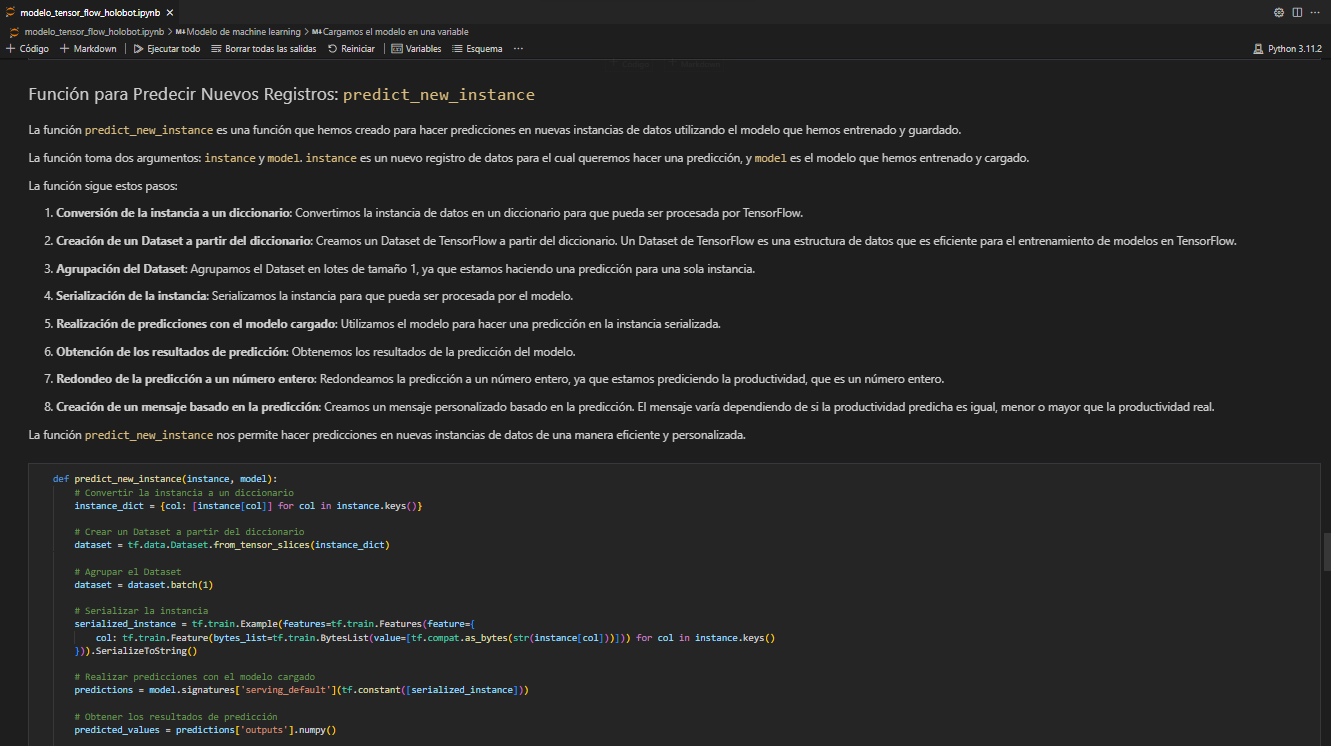 modelo_tensor_flow_holobot.ipynb
modelo_tensor_flow_holobot.ipynb > M↓Modelo de machine learning > M↓Cargamos el modelo en una variable
+ Código + Markdown Ejecutar todo Borrar todas las salidas Reiniciar Variables Esquema ... Python 3.11.2
Función para Predecir Nuevos Registros: predict_new_instance
La función predict_new_instance es una función que hemos creado para hacer predicciones en nuevas instancias de datos utilizando el modelo que hemos entrenado y guardado.
La función toma dos argumentos: instance y model. instance es un nuevo registro de datos para el cual queremos hacer una predicción, y model es el modelo que hemos entrenado y cargado.
La función sigue estos pasos:
1. Conversión de la instancia a un diccionario: Convertimos la instancia de datos en un diccionario para que pueda ser procesada por TensorFlow.
2. Creación de un Dataset a partir del diccionario: Creamos un Dataset de TensorFlow a partir del diccionario. Un Dataset de TensorFlow es una estructura de datos que es eficiente para el entrenamiento de modelos en TensorFlow.
3. Agrupación del Dataset: Agrupamos el Dataset en lotes de tamaño 1, ya que estamos haciendo una predicción para una sola instancia.
4. Serialización de la instancia: Serializamos la instancia para que pueda ser procesada por el modelo.
5. Realización de predicciones con el modelo cargado: Utilizamos el modelo para hacer una predicción en la instancia serializada.
6. Obtención de los resultados de predicción: Obtenemos los resultados de la predicción del modelo.
7. Redondeo de la predicción a un número entero: Redondeamos la predicción a un número entero, ya que estamos prediciendo la productividad, que es un número entero.
8. Creación de un mensaje basado en la predicción: Creamos un mensaje personalizado basado en la predicción. El mensaje varía dependiendo de si la productividad predicha es igual, menor o mayor que la productividad real.
La función predict_new_instance nos permite hacer predicciones en nuevas instancias de datos de una manera eficiente y personalizada.
def predict_new_instance(instance, model):
# Convertir la instancia a un diccionario
instance_dict = {col: [instance[col]] for col in instance.keys()}
# Crear un Dataset a partir del diccionario
dataset = tf.data.Dataset.from_tensor_slices(instance_dict)
# Agrupar el Dataset
dataset = dataset.batch(1)
# Serializar la instancia
serialized_instance = tf.train.Example(features=tf.train.Features(feature={
col: tf.train.Feature(bytes_list=tf.train.BytesList(value=[tf.compat.as_bytes(str(instance[col]))])) for col in instance.keys()
})).SerializeToString()
# Realizar predicciones con el modelo cargado
predictions = model.signatures['serving_default'](tf.constant([serialized_instance]))
# Obtener los resultados de predicción
predicted_values = predictions['outputs'].numpy()